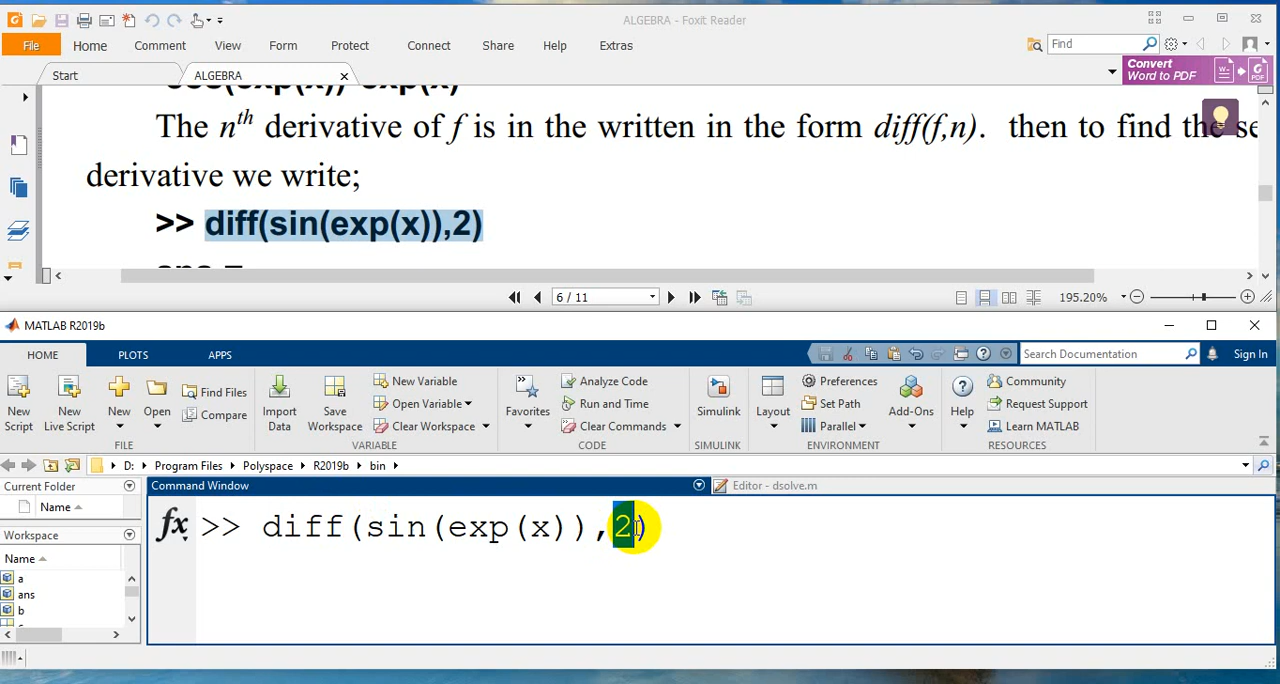 ALGEBRA - Foxit Reader
File Home Comment View Form Protect Connect Share Help Extras Find
Start ALGEBRA Convert Word to PDF
cos(exp(x))*exp(x)
The nth derivative of f is in the written in the form diff(f,n). then to find the se
derivative we write;
>> diff(sin(exp(x)),2)
ans =
6 / 11 195.20%
MATLAB R2019b
HOME PLOTS APPS Search Documentation Sign In
New Script New Live Script New Open Find Files Compare Import Data Save Workspace New Variable Open Variable Clear Workspace Favorites Analyze Code Run and Time Clear Commands Simulink Layout Preferences Set Path Parallel Add-Ons Help Community Request Support Learn MATLAB
FILE VARIABLE CODE SIMULINK ENVIRONMENT RESOURCES
D: Program Files Polyspace R2019b bin
Current Folder Command Window Editor - dsolve.m
Name
fx >> diff(sin(exp(x)),2)
Workspace
Name
a
ans
b